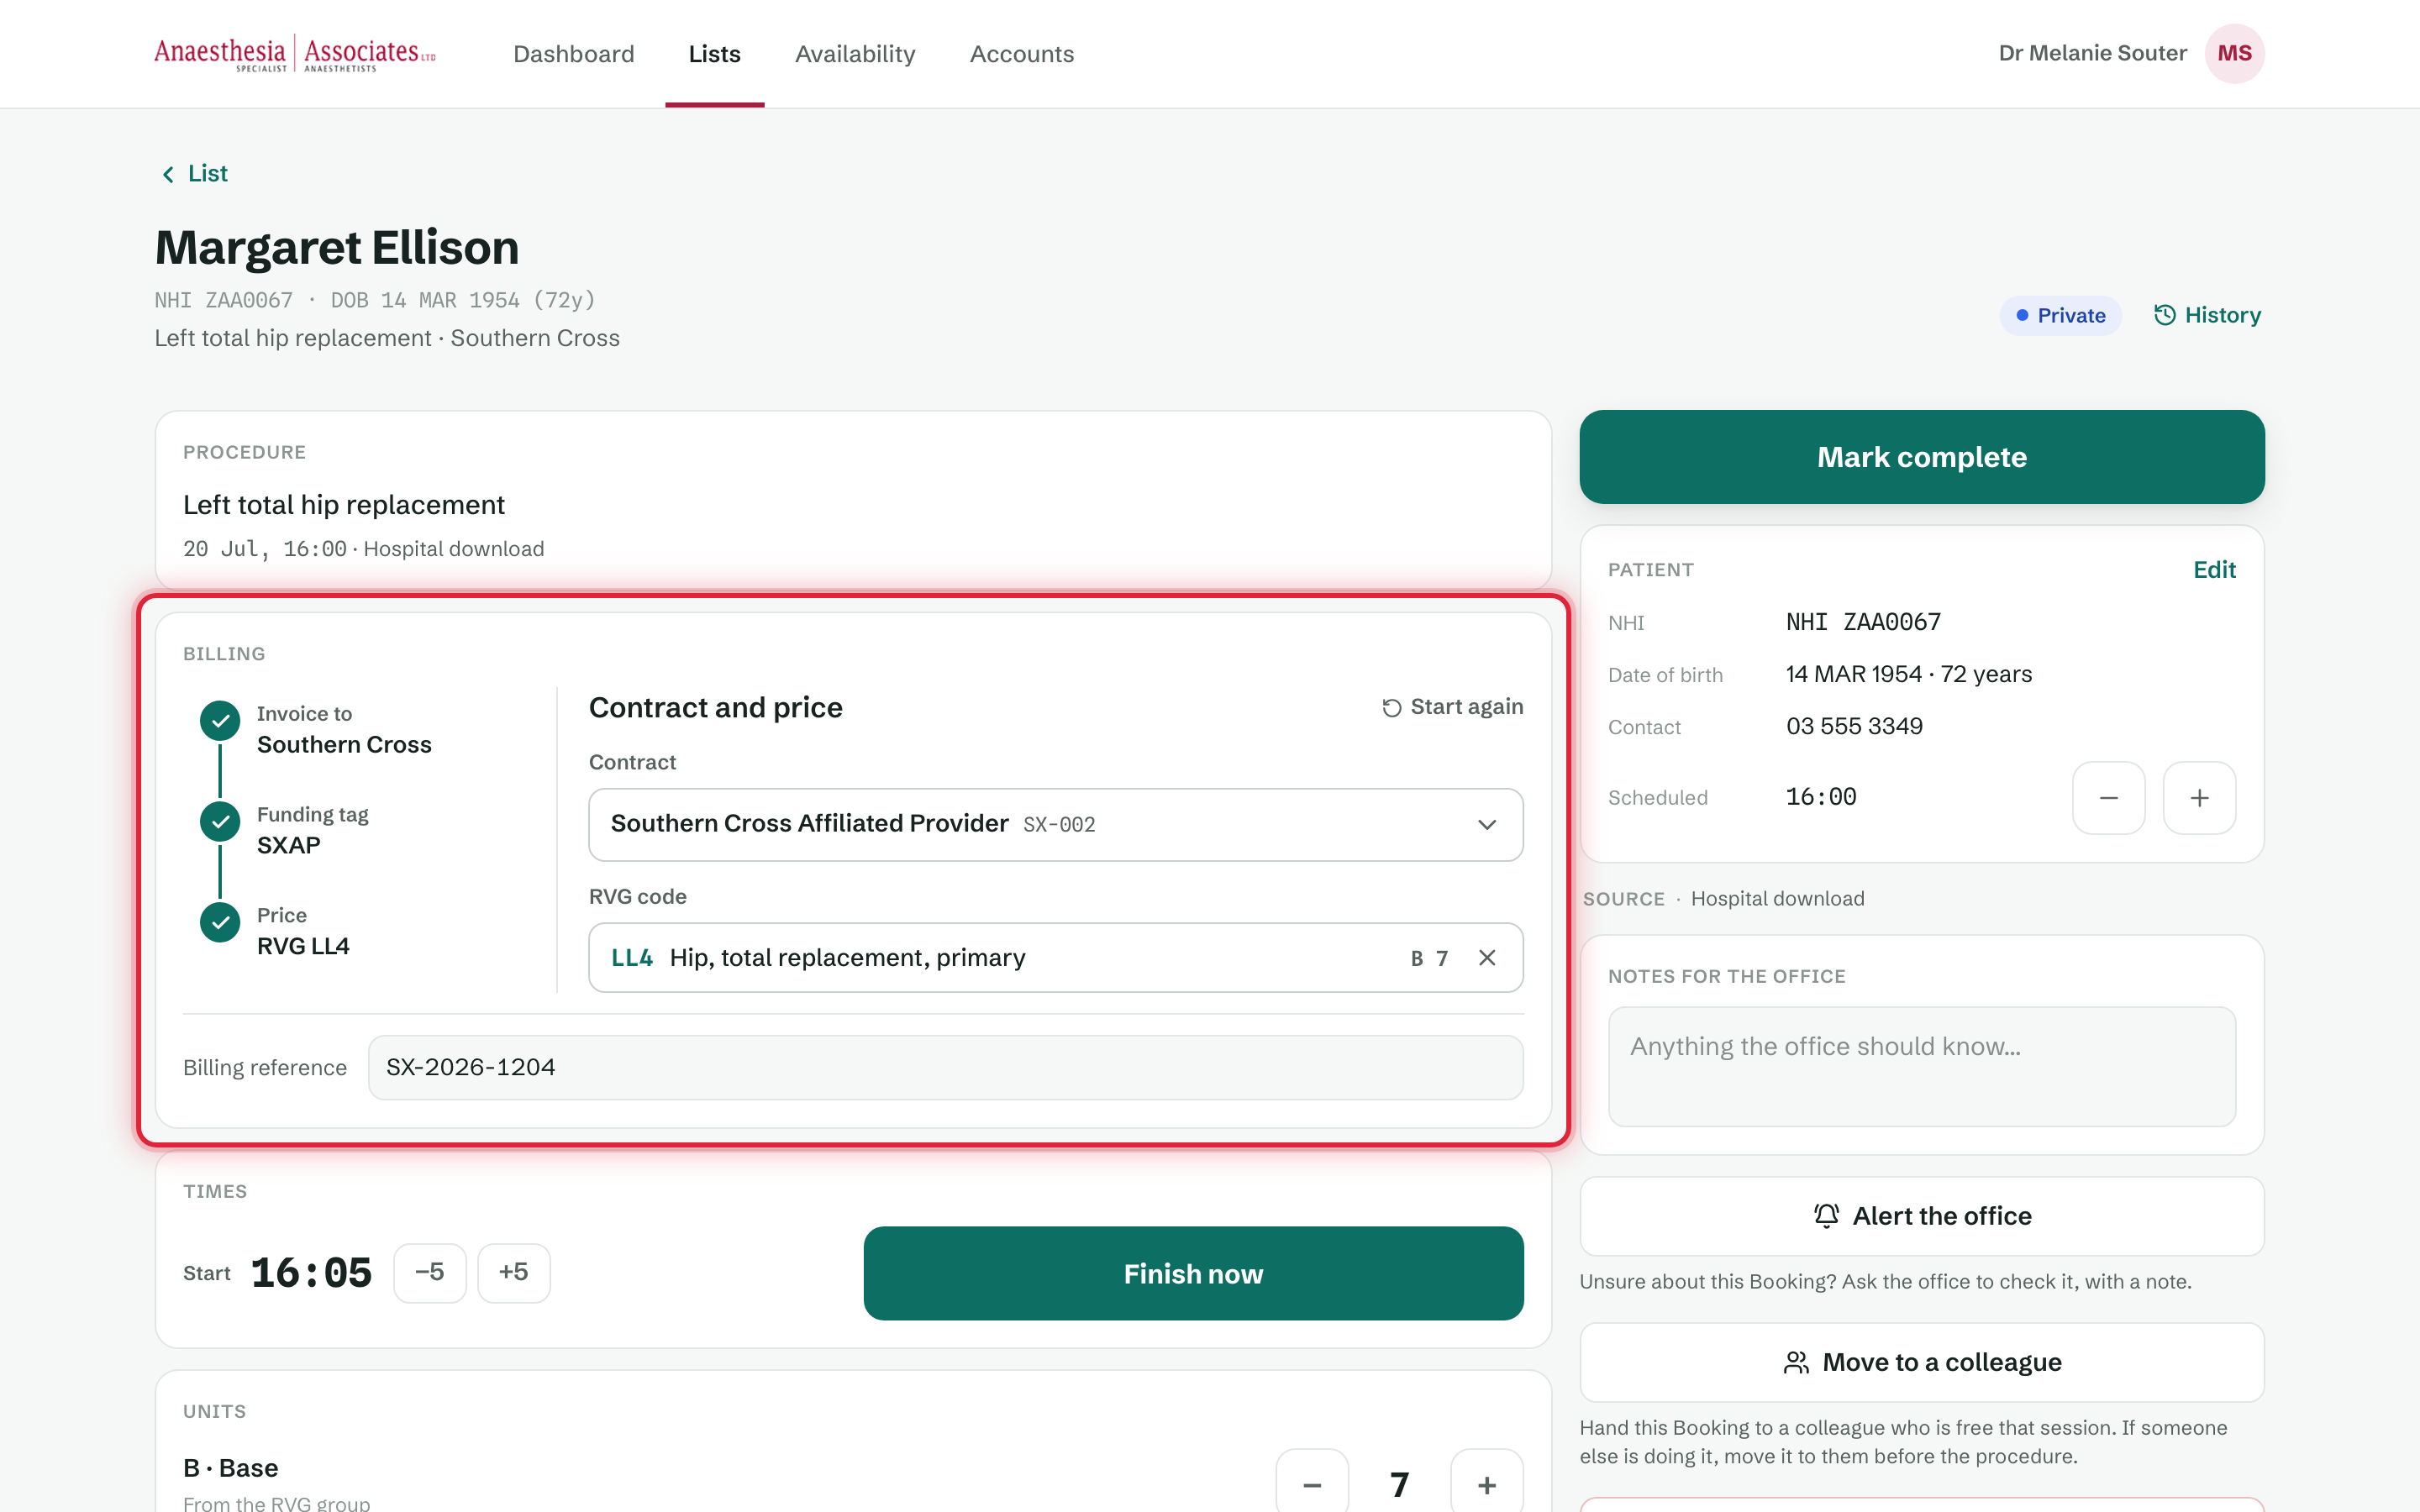 Anaesthesia Associates LTD
SPECIALIST ANAESTHETISTS
Dashboard
Lists
Availability
Accounts
Dr Melanie Souter
MS
List
Margaret Ellison
NHI ZAA0067 · DOB 14 MAR 1954 (72y)
Left total hip replacement · Southern Cross
Private
History
PROCEDURE
Left total hip replacement
20 Jul, 16:00 · Hospital download
BILLING
Invoice to
Southern Cross
Funding tag
SXAP
Price
RVG LL4
Contract and price
Start again
Contract
Southern Cross Affiliated Provider SX-002
RVG code
LL4 Hip, total replacement, primary B 7
Billing reference
SX-2026-1204
TIMES
Start 16:05 −5 +5
Finish now
UNITS
B · Base
From the RVG group
− 7 +
Mark complete
PATIENT
Edit
NHI NHI ZAA0067
Date of birth 14 MAR 1954 · 72 years
Contact 03 555 3349
Scheduled 16:00 − +
SOURCE · Hospital download
NOTES FOR THE OFFICE
Anything the office should know...
Alert the office
Unsure about this Booking? Ask the office to check it, with a note.
Move to a colleague
Hand this Booking to a colleague who is free that session. If someone
else is doing it, move it to them before the procedure.